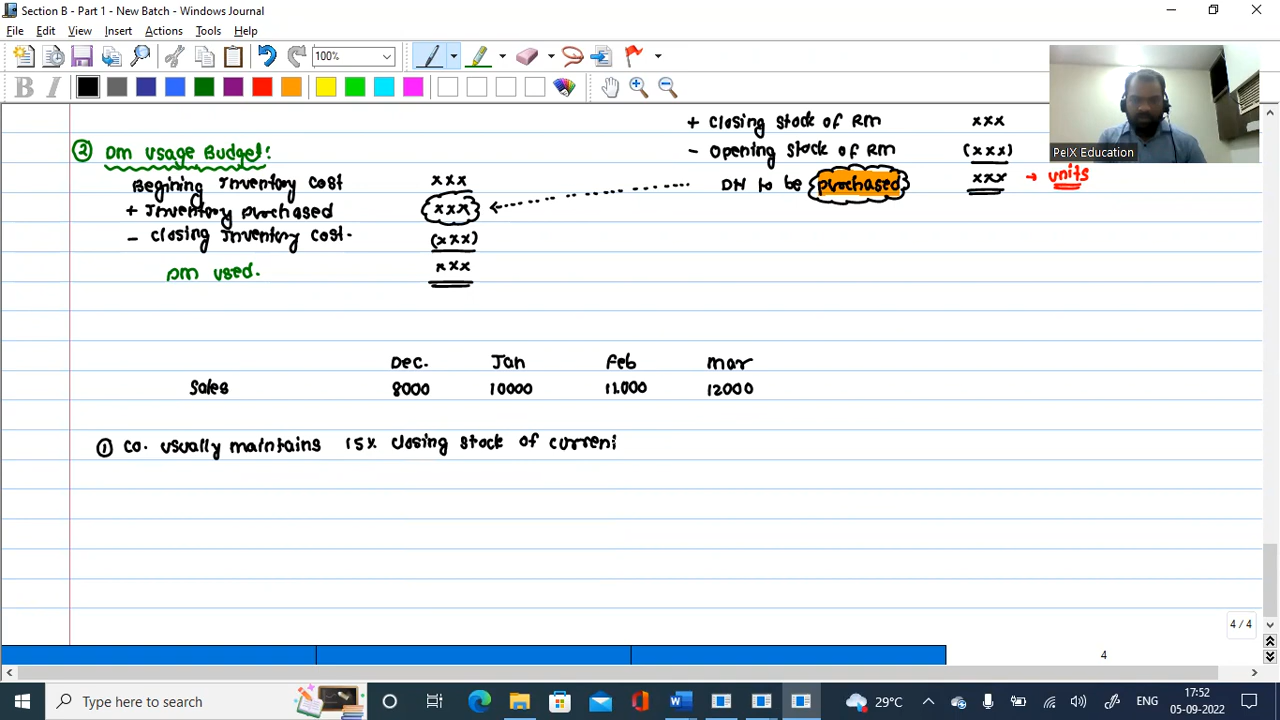 Section B - Part 1 - New Batch - Windows Journal
File Edit View Insert Actions Tools Help
100%
B I
PelX Education
+ closing stock of RM xxx
- opening stock of RM (xxx)
DM to be purchased xxx → units
③ DM usage Budget:
Begining Inventory cost xxx
+ Inventory purchased xxx
- closing Inventory cost. (xxx)
DM used. xxx
Dec. Jan Feb Mar
Sales 8000 10000 11000 12000
① co. usually maintains 15% closing stock of current
4/4
4
Type here to search
29°C
ENG
17:52
05-09-2022